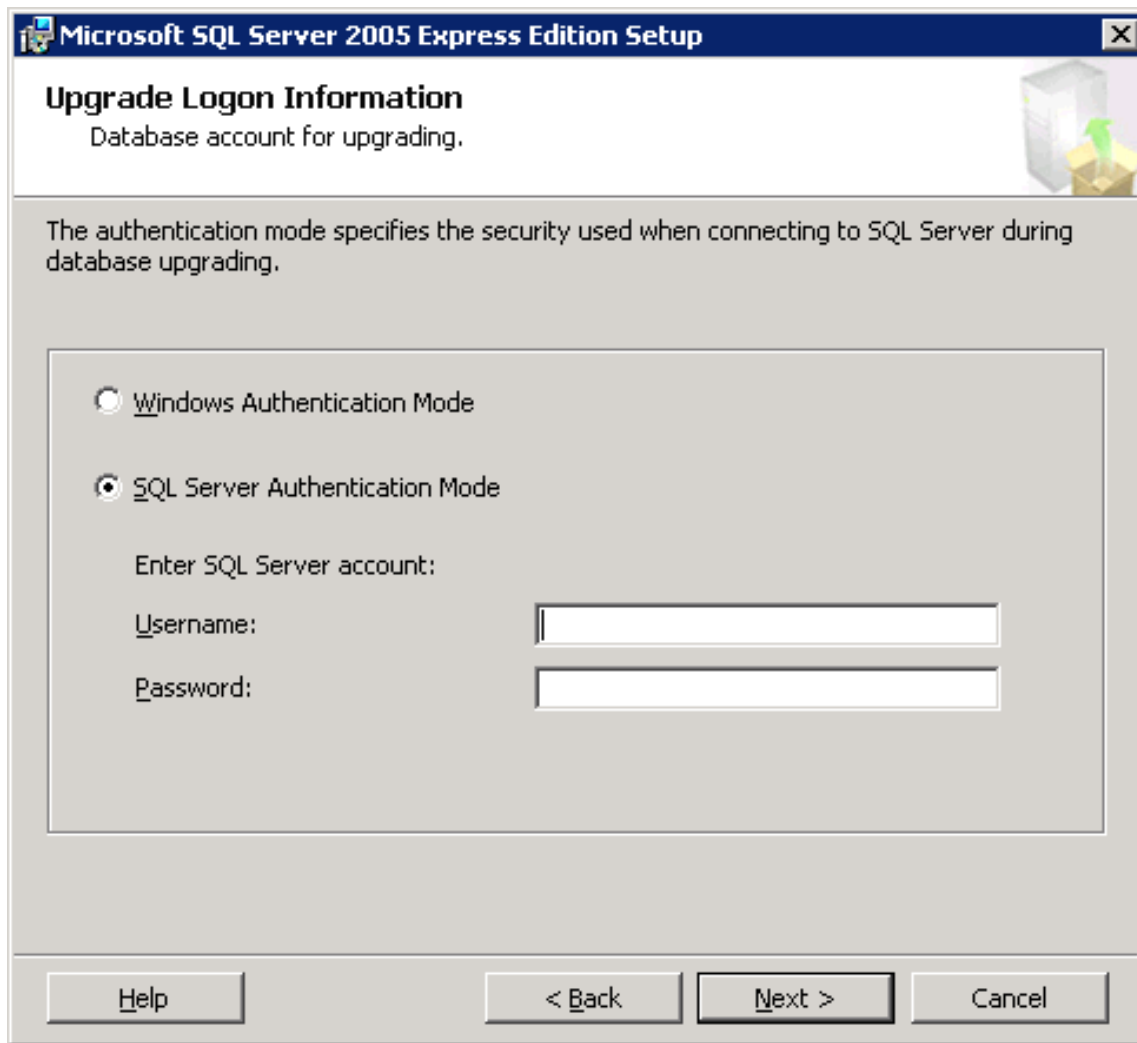 Microsoft SQL Server 2005 Express Edition Setup
Upgrade Logon Information
Database account for upgrading.
The authentication mode specifies the security used when connecting to SQL Server during
database upgrading.
Windows Authentication Mode
SQL Server Authentication Mode
Enter SQL Server account:
Username:
Password:
Help
< Back
Next >
Cancel